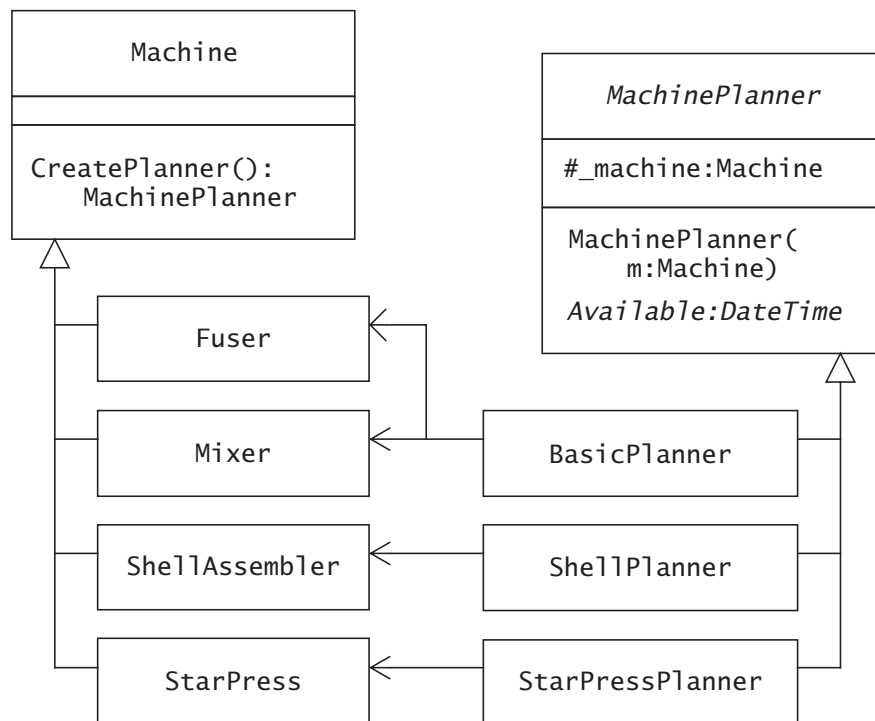 Machine
CreatePlanner():
MachinePlanner
MachinePlanner
#_machine:Machine
MachinePlanner(
m:Machine)
Available:DateTime
Fuser
Mixer
BasicPlanner
ShellAssembler
ShellPlanner
StarPress
StarPressPlanner